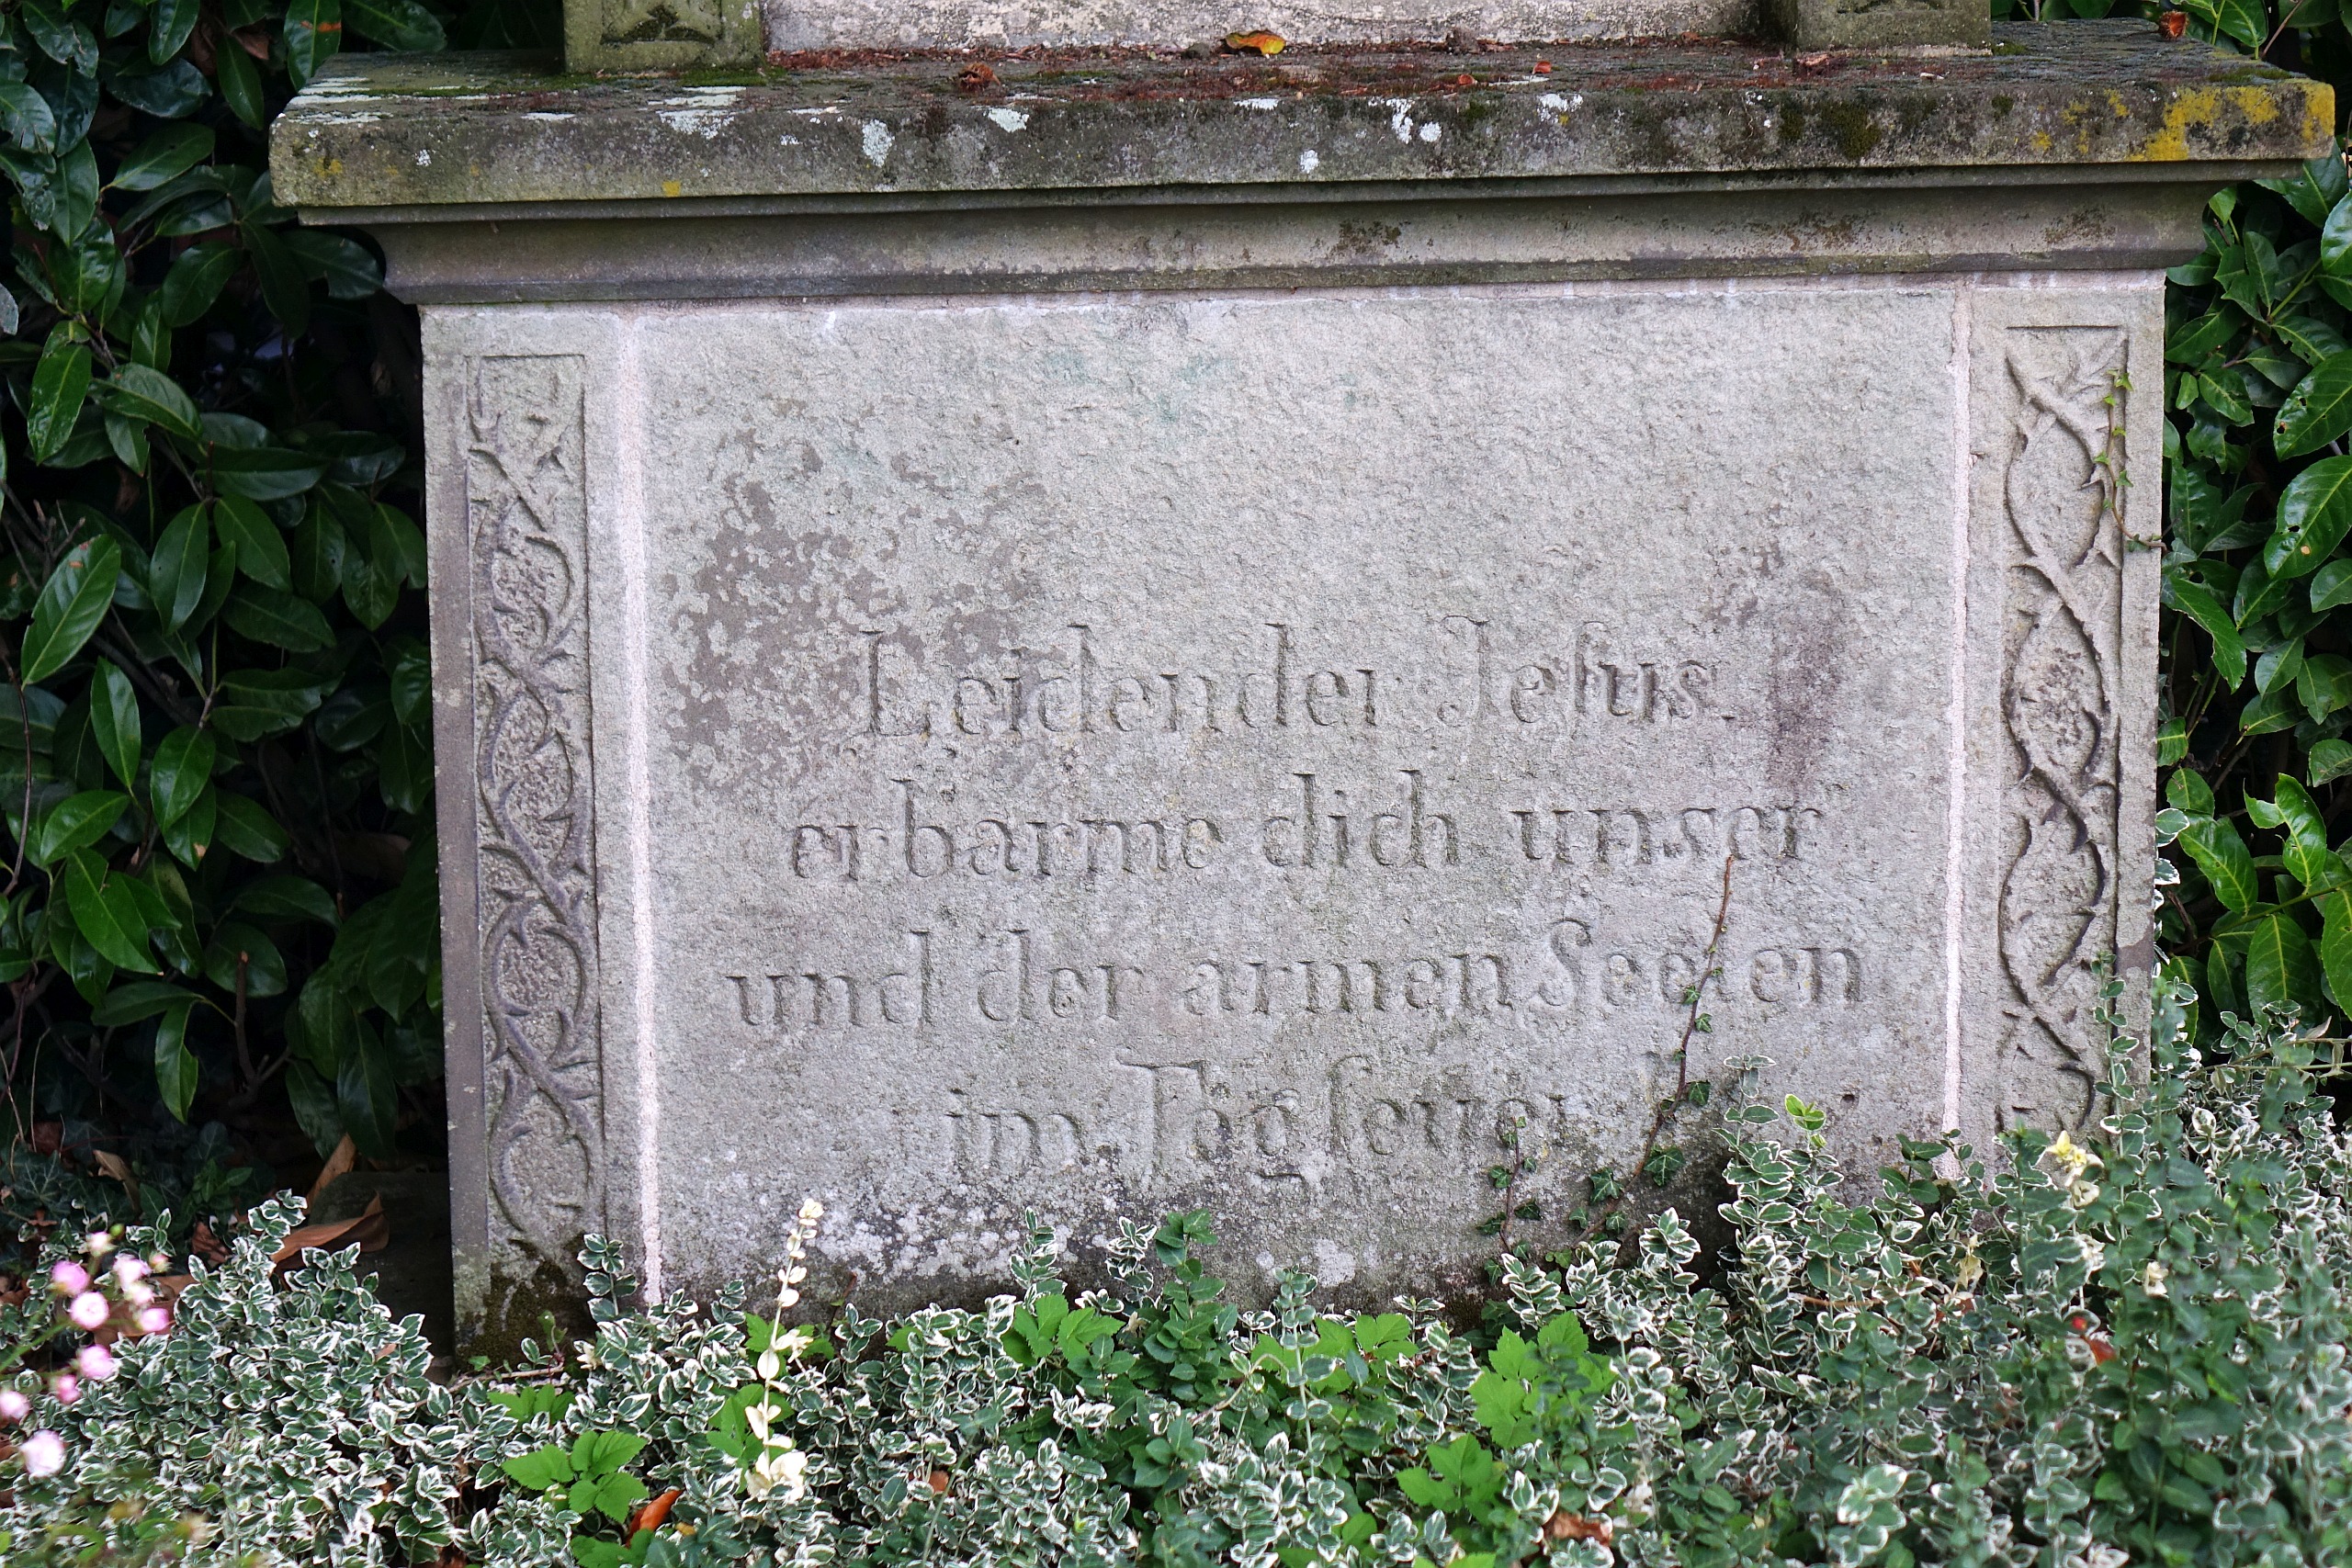 Leidender Jeſus
erbarme dich unser
und der armen Seelen
im Fegfeuer